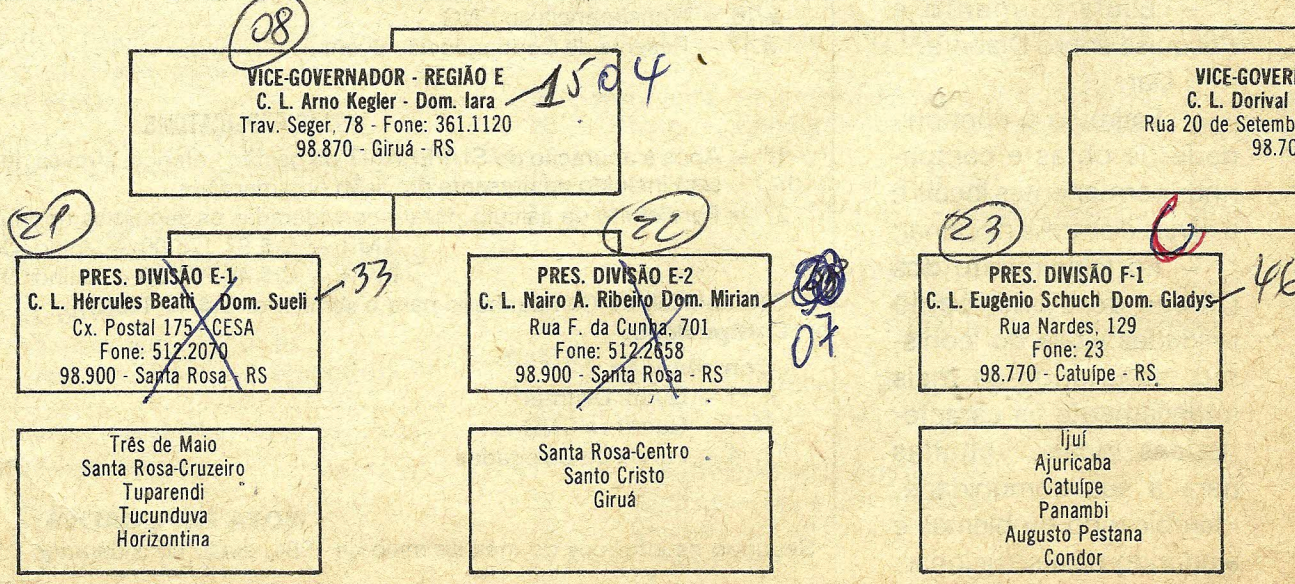 08
VICE-GOVERNADOR - REGIÃO E
C. L. Arno Kegler - Dom. Iara
Trav. Seger, 78 - Fone: 361.1120
98.870 - Giruá - RS
1504
VICE-GOVER
C. L. Dorival
Rua 20 de Setemb
98.70
E1
PRES. DIVISÃO E-1
C. L. Hércules Beatti Dom. Sueli
Cx. Postal 175 - CESA
Fone: 512.2070
98.900 - Santa Rosa - RS
33
E2
PRES. DIVISÃO E-2
C. L. Nairo A. Ribeiro Dom. Mirian
Rua F. da Cunha, 701
Fone: 512.2658
98.900 - Santa Rosa - RS
07
23
PRES. DIVISÃO F-1
C. L. Eugênio Schuch Dom. Gladys
Rua Nardes, 129
Fone: 23
98.770 - Catuípe - RS
46
Três de Maio
Santa Rosa-Cruzeiro
Tuparendi
Tucunduva
Horizontina
Santa Rosa-Centro
Santo Cristo
Giruá
Ijuí
Ajuricaba
Catuípe
Panambi
Augusto Pestana
Condor